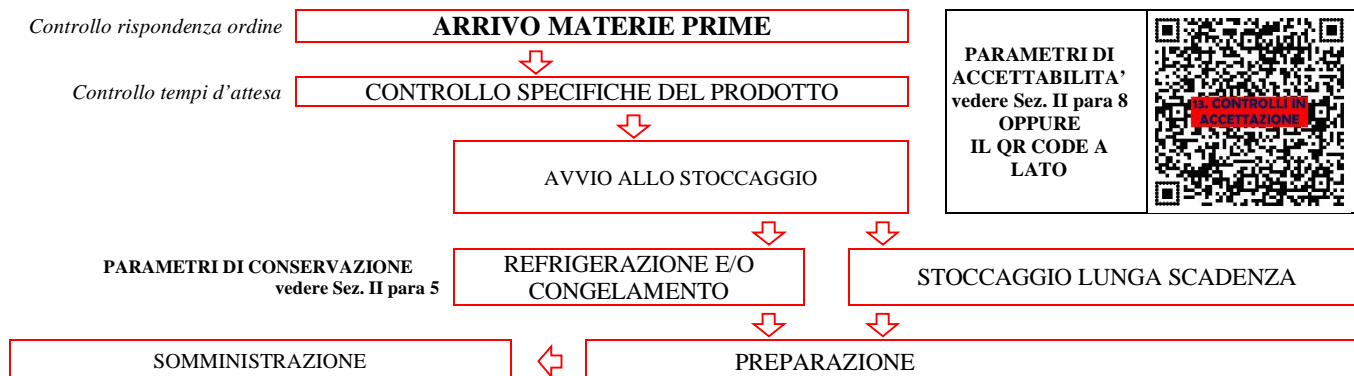 Controllo rispondenza ordine
ARRIVO MATERIE PRIME
Controllo tempi d'attesa
CONTROLLO SPECIFICHE DEL PRODOTTO
PARAMETRI DI
ACCETTABILITA'
vedere Sez. II para 8
OPPURE
IL QR CODE A
LATO
13. CONTROLLI IN
ACCETTAZIONE
AVVIO ALLO STOCCAGGIO
PARAMETRI DI CONSERVAZIONE
vedere Sez. II para 5
REFRIGERAZIONE E/O
CONGELAMENTO
STOCCAGGIO LUNGA SCADENZA
SOMMINISTRAZIONE
PREPARAZIONE